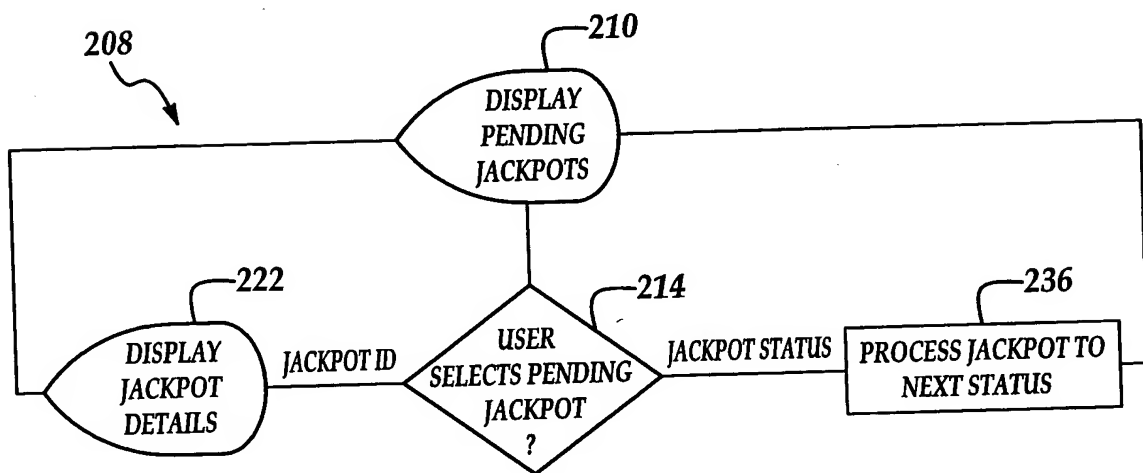 208
210
DISPLAY
PENDING
JACKPOTS
222
214
236
DISPLAY
JACKPOT
DETAILS
JACKPOT ID
USER
SELECTS PENDING
JACKPOT
?
JACKPOT STATUS
PROCESS JACKPOT TO
NEXT STATUS